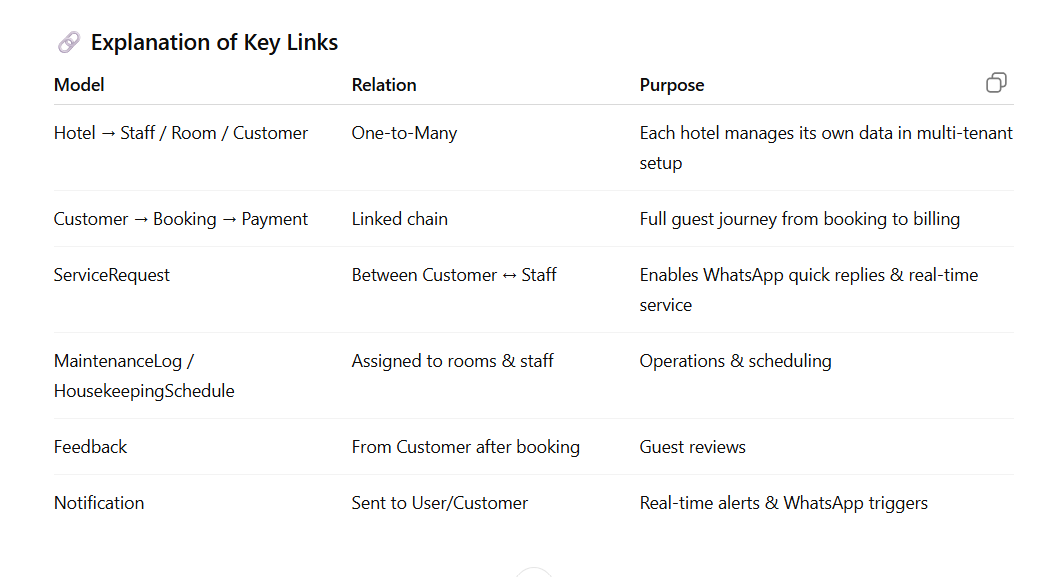 🔗 Explanation of Key Links
Model Relation Purpose
Hotel → Staff / Room / Customer One-to-Many Each hotel manages its own data in multi-tenant
setup
Customer → Booking → Payment Linked chain Full guest journey from booking to billing
ServiceRequest Between Customer ↔ Staff Enables WhatsApp quick replies & real-time
service
MaintenanceLog / Assigned to rooms & staff Operations & scheduling
HousekeepingSchedule
Feedback From Customer after booking Guest reviews
Notification Sent to User/Customer Real-time alerts & WhatsApp triggers